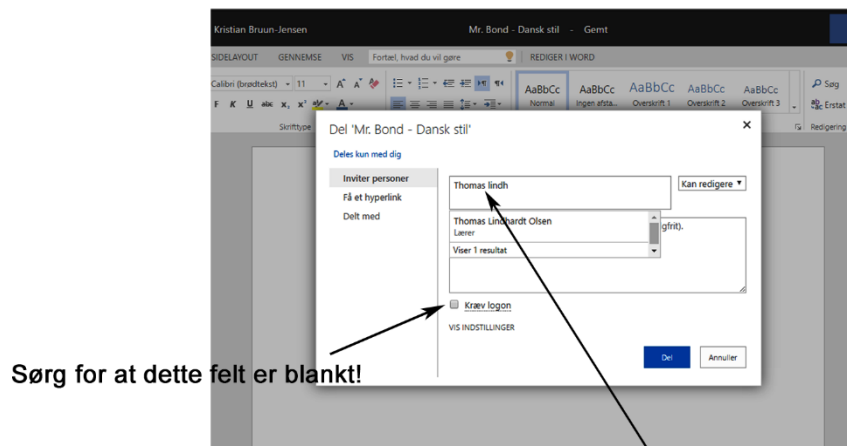 Kristian Bruun-Jensen Mr. Bond - Dansk stil - Gemt
SIDELAYOUT GENNEMSE VIS Fortæl, hvad du vil gøre REDIGER I WORD
Calibri (brødtekst) 11 A A AaBbCc AaBbCc AaBbCc AaBbCc AaBbCc Søg
F K U abc x, x² A Normal Ingen afsta... Overskrift 1 Overskrift 2 Overskrift 3 Erstat
Skrifttype Redigering
Del 'Mr. Bond - Dansk stil'
Deles kun med dig
Inviter personer
Få et hyperlink
Delt med
Thomas lindh
Kan redigere
Thomas Lindhardt Olsen
Lærer
Viser 1 resultat
gfrit).
Kræv logon
VIS INDSTILLINGER
Del Annuller
Sørg for at dette felt er blankt!